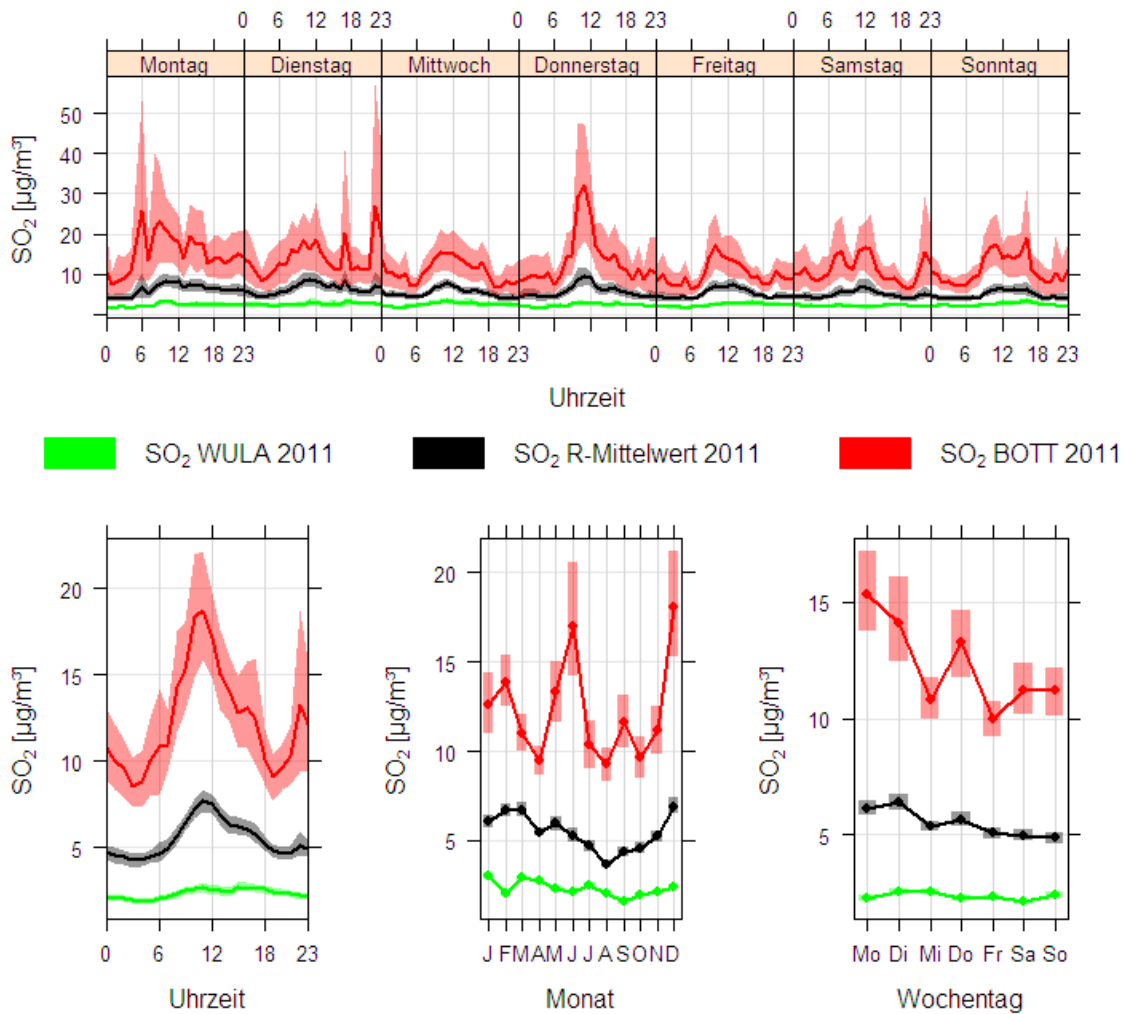 0 6 12 18 23 0 6 12 18 23 0 6 12 18 23
Montag Dienstag Mittwoch Donnerstag Freitag Samstag Sonntag
50
40
30
20
10
SO₂ [µg/m³]
0 6 12 18 23 0 6 12 18 23 0 6 12 18 23 0 6 12 18 23
Uhrzeit
SO₂ WULA 2011 SO₂ R-Mittelwert 2011 SO₂ BOTT 2011
20
15
10
5
SO₂ [µg/m³]
0 6 12 18 23
Uhrzeit
20
15
10
5
SO₂ [µg/m³]
J F M A M J J A S O N D
Monat
15
10
5
SO₂ [µg/m³]
Mo Di Mi Do Fr Sa So
Wochentag